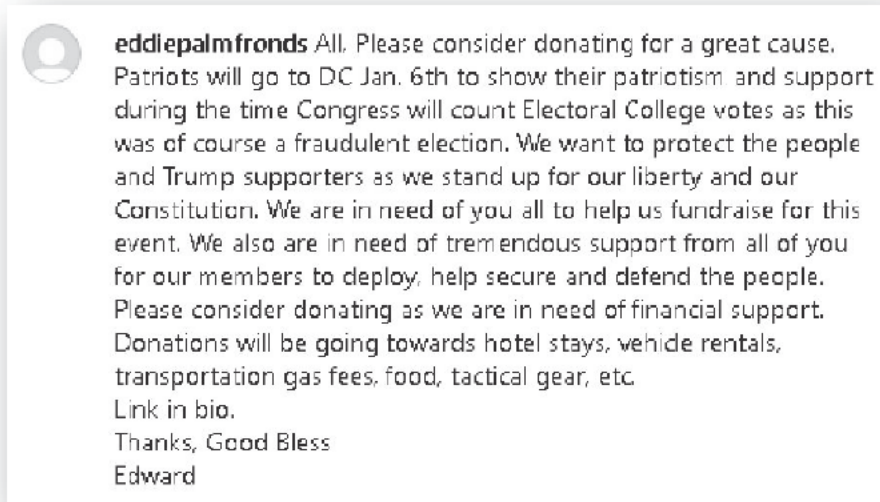 eddiepalmfronds All, Please consider donating for a great cause.
Patriots will go to DC Jan. 6th to show their patriotism and support
during the time Congress will count Electoral College votes as this
was of course a fraudulent election. We want to protect the people
and Trump supporters as we stand up for our liberty and our
Constitution. We are in need of you all to help us fundraise for this
event. We also are in need of tremendous support from all of you
for our members to deploy, help secure and defend the people.
Please consider donating as we are in need of financial support.
Donations will be going towards hotel stays, vehicle rentals,
transportation gas fees, food, tactical gear, etc.
Link in bio.
Thanks, Good Bless
Edward